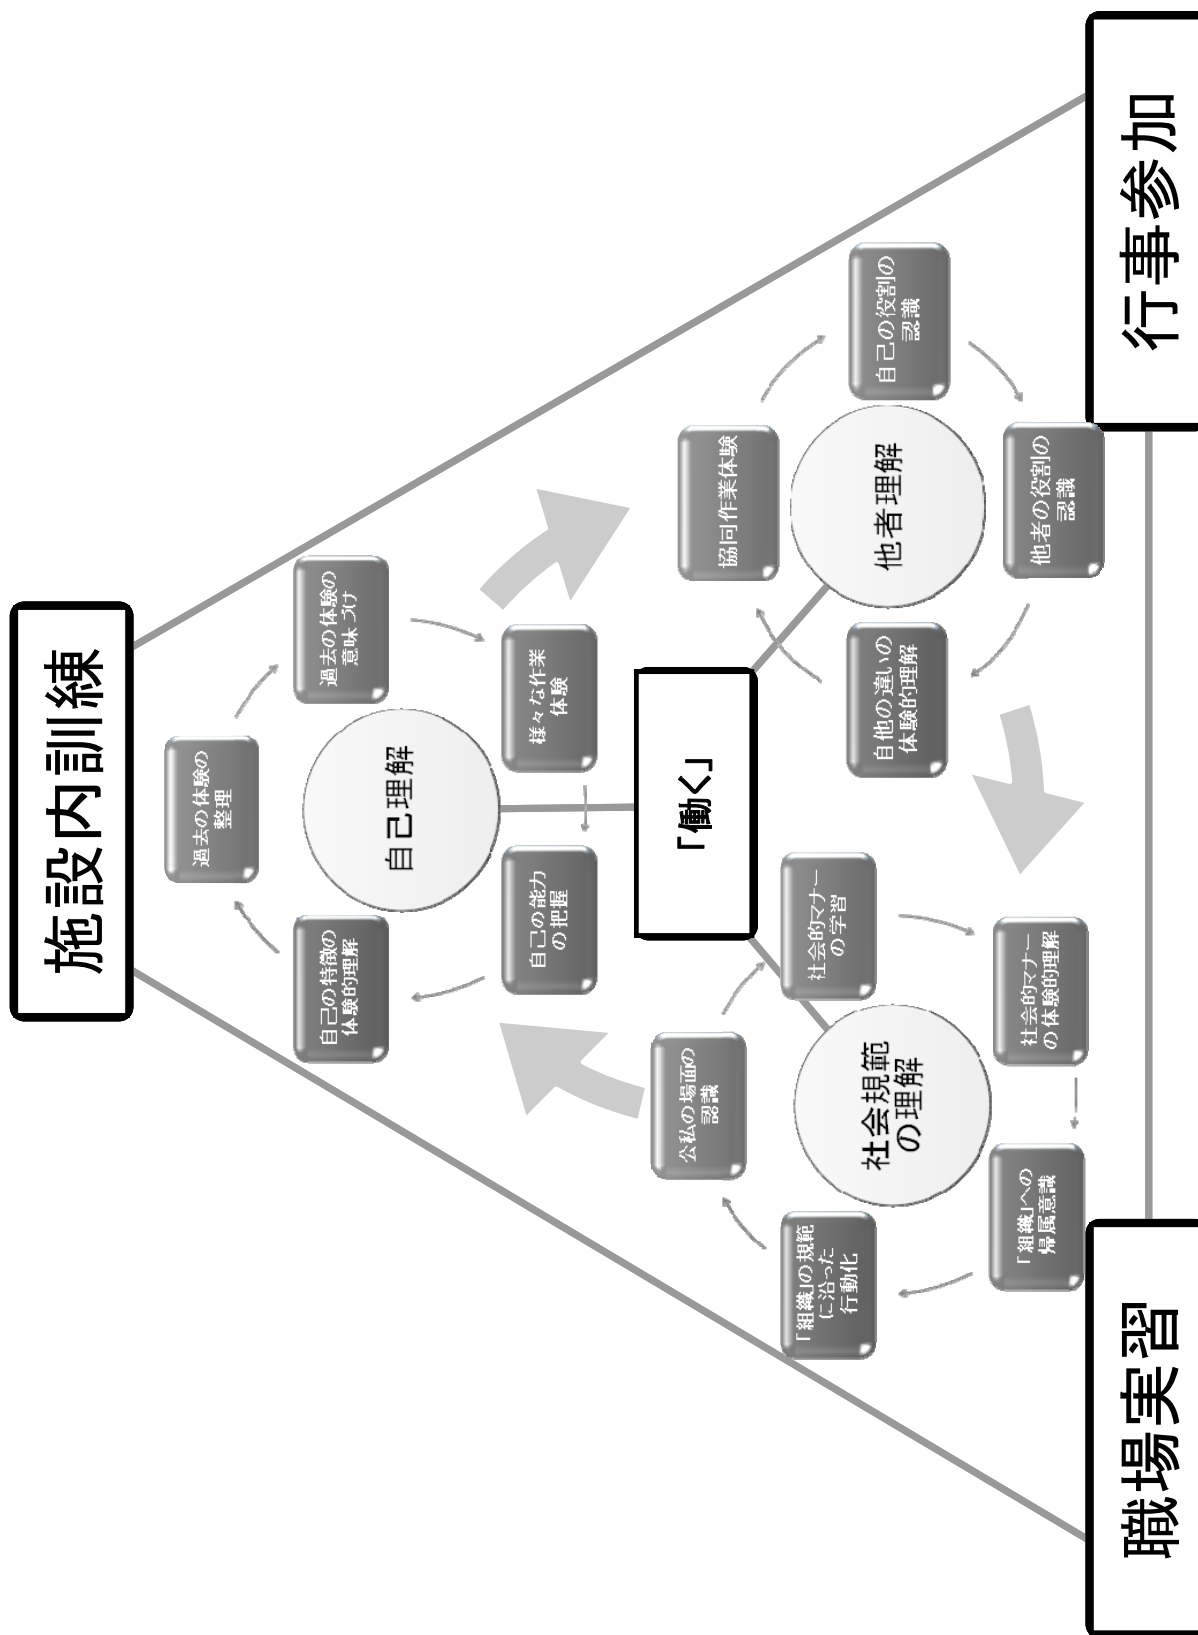 施設内訓練
過去の体験の
整理
過去の体験の
意味づけ
様々な作業
体験
自己の能力
の把握
自己の特徴の
体験的理解
自己理解
「働く」
協同作業体験
自己の役割の
認識
他者の役割の
認識
自他の違いの
体験的理解
他者理解
公私の場面の
認識
社会的マナー
の学習
社会的マナー
の体験的理解
「組織」への
帰属意識
「組織」の規範
に沿った
行動化
社会規範
の理解
職場実習
行事参加